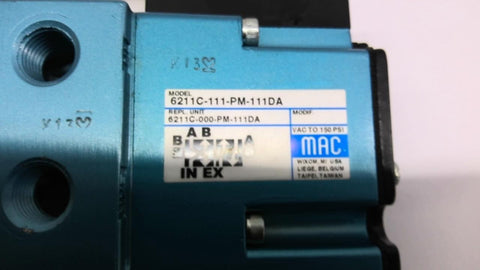 MODEL
6211C-111-PM-111DA
REPL. UNIT
6211C-000-PM-111DA
MODIF.
VAC TO 150 PSI
A B
B A
IN EX
MAC
WIXOM, MI USA
LIEGE, BELGIUM
TAIPEI, TAIWAN
K13
K13